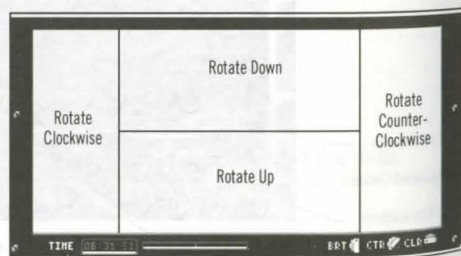 Rotate Down
Rotate
Clockwise
Rotate
Counter-
Clockwise
Rotate Up
TIME
BRT CTR CLR